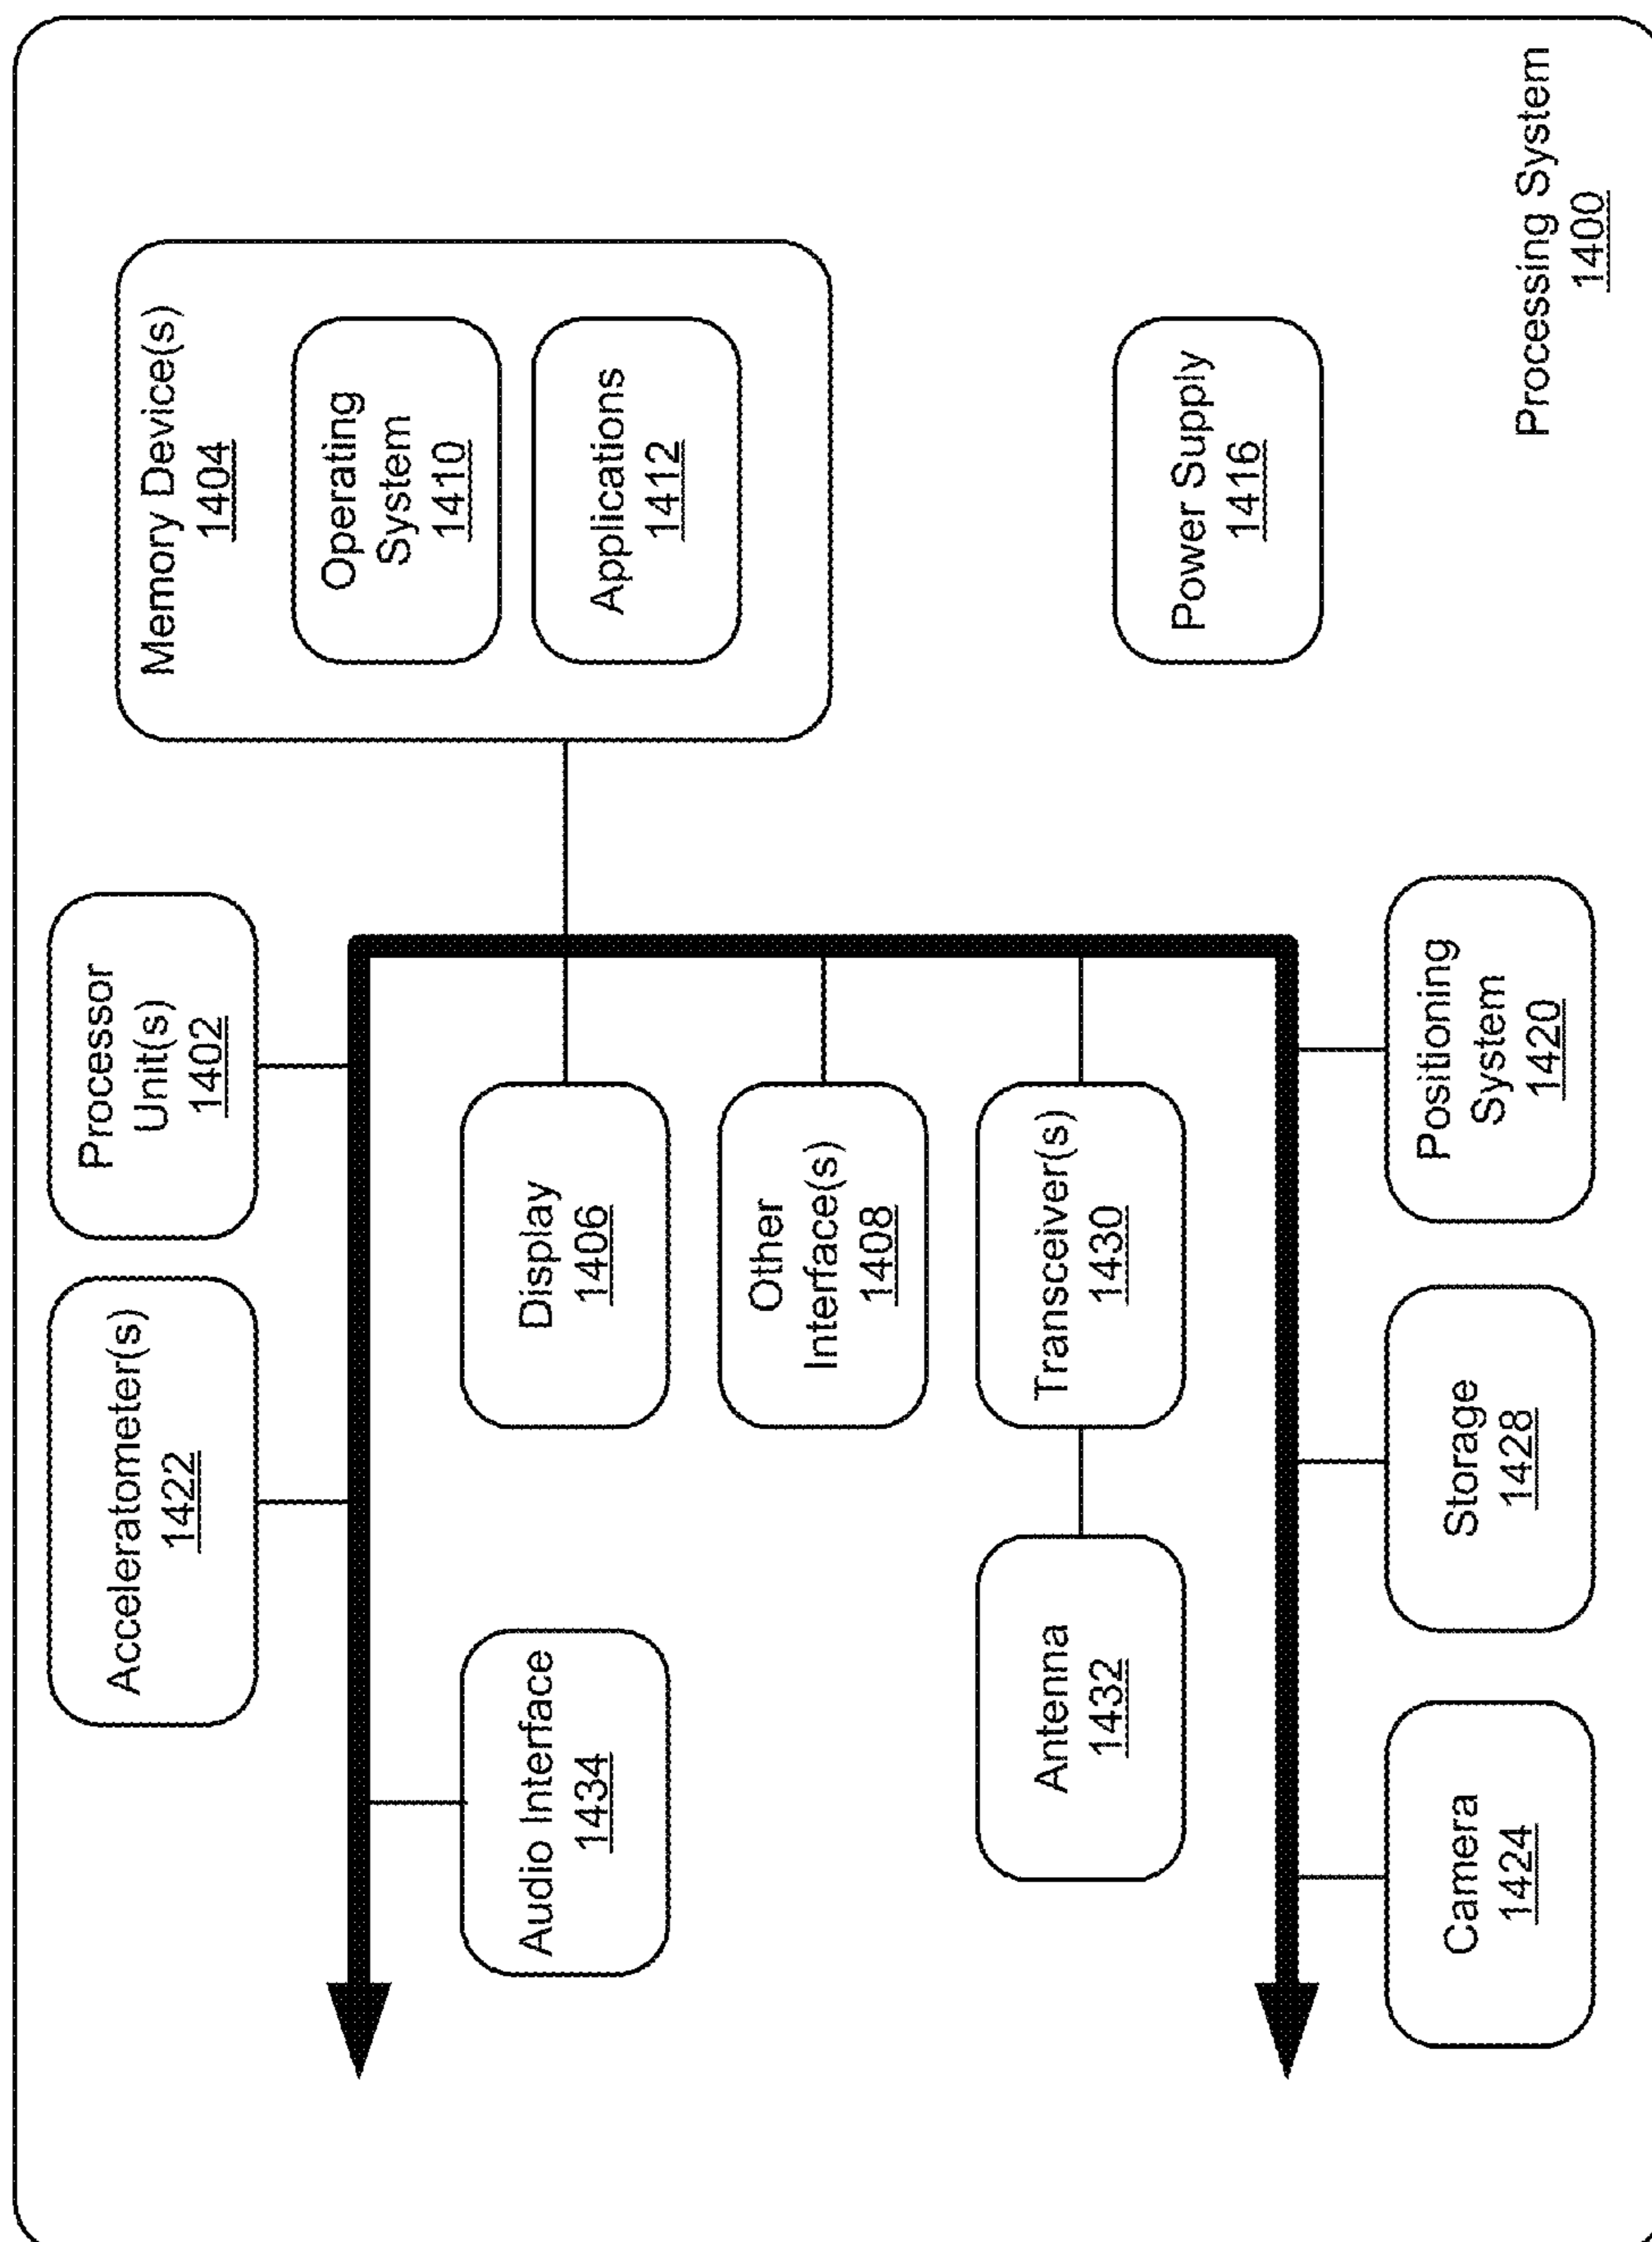 Acceleratometer(s)
1422
Processor
Unit(s)
1402
Memory Device(s)
1404
Operating
System
1410
Applications
1412
Audio Interface
1434
Display
1406
Other
Interface(s)
1408
Antenna
1432
Transceiver(s)
1430
Power Supply
1416
Camera
1424
Storage
1428
Positioning
System
1420
Processing System
1400